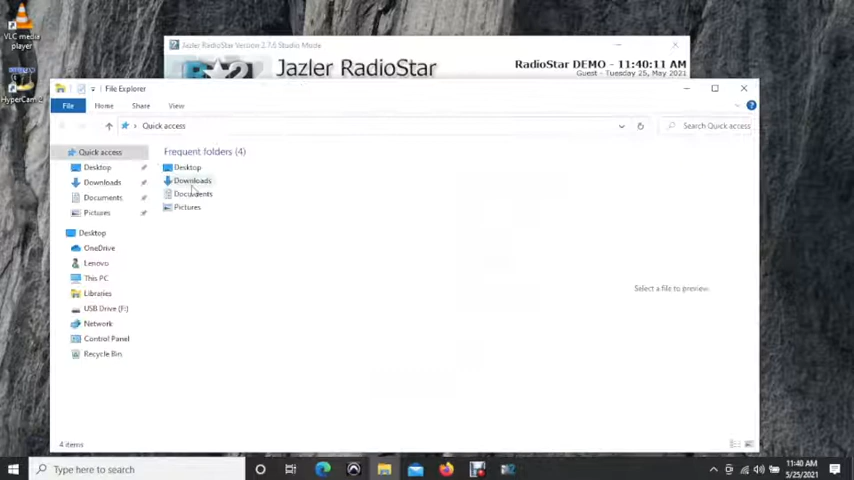 VLC media
player
HyperCam
Jazler RadioStar Version 2.7.6 Studio Mode
Jazler RadioStar
RadioStar DEMO - 11:40:11 AM
Guest - Tuesday 25, May 2021
File Explorer
File Home Share View
Quick access
Search Quick access
Quick access
Desktop
Downloads
Documents
Pictures
Desktop
OneDrive
Lenovo
This PC
Libraries
USB Drive (F:)
Network
Control Panel
Recycle Bin
Frequent folders (4)
Desktop
Downloads
Documents
Pictures
Select a file to preview.
4 items
Type here to search
11:40 AM
5/25/2021